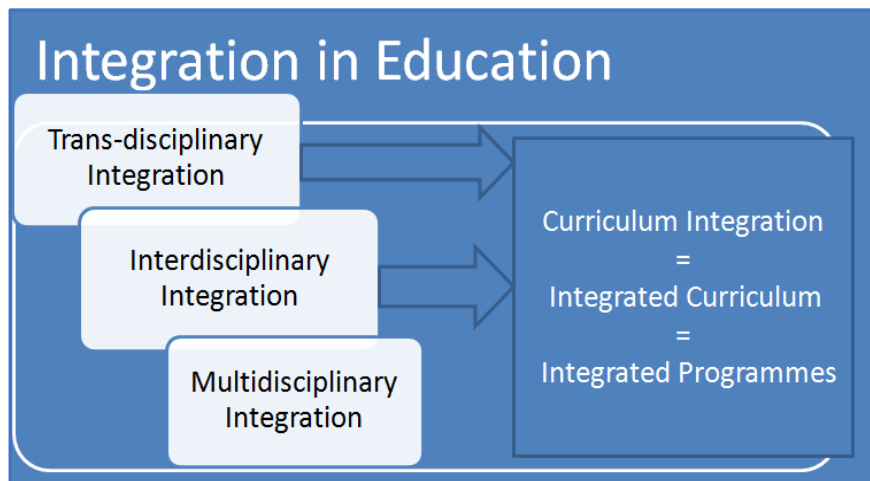 Integration in Education
Trans-disciplinary
Integration
Interdisciplinary
Integration
Multidisciplinary
Integration
Curriculum Integration
=
Integrated Curriculum
=
Integrated Programmes